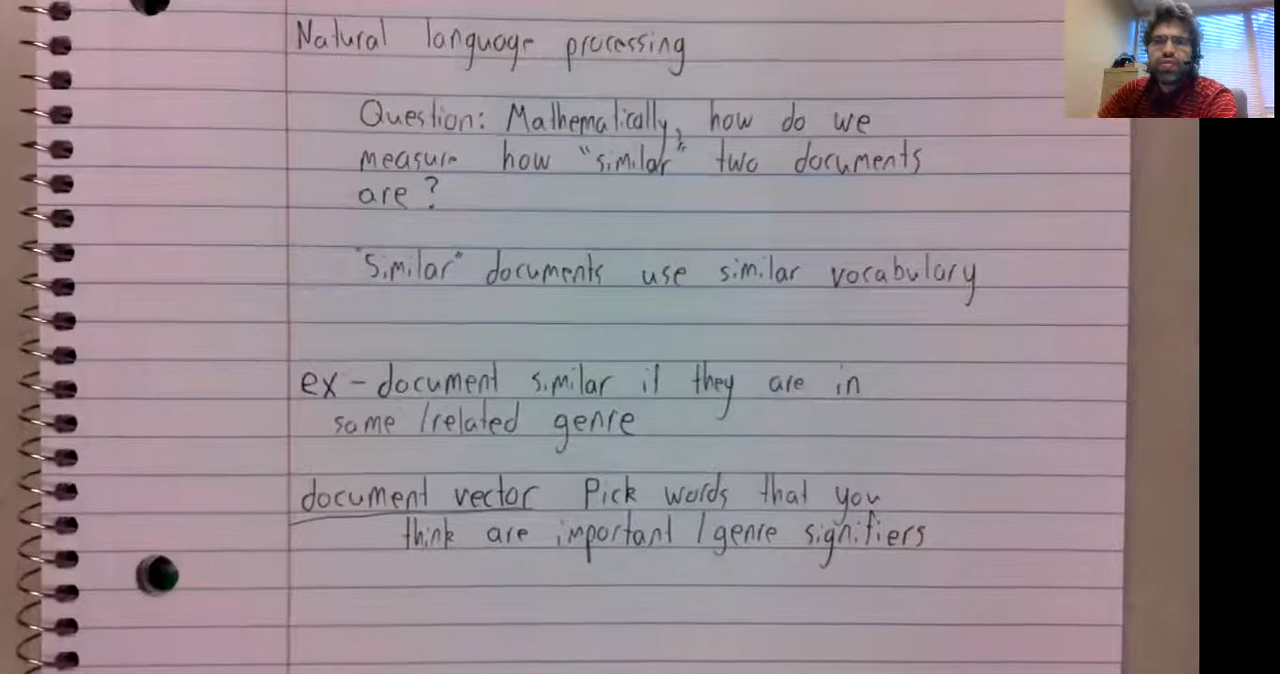 Natural language processing
Question: Mathematically, how do we
measure how "similar" two documents
are?
"Similar" documents use similar vocabulary
ex - document similar if they are in
same /related genre
document vector Pick words that you
think are important /genre signifiers